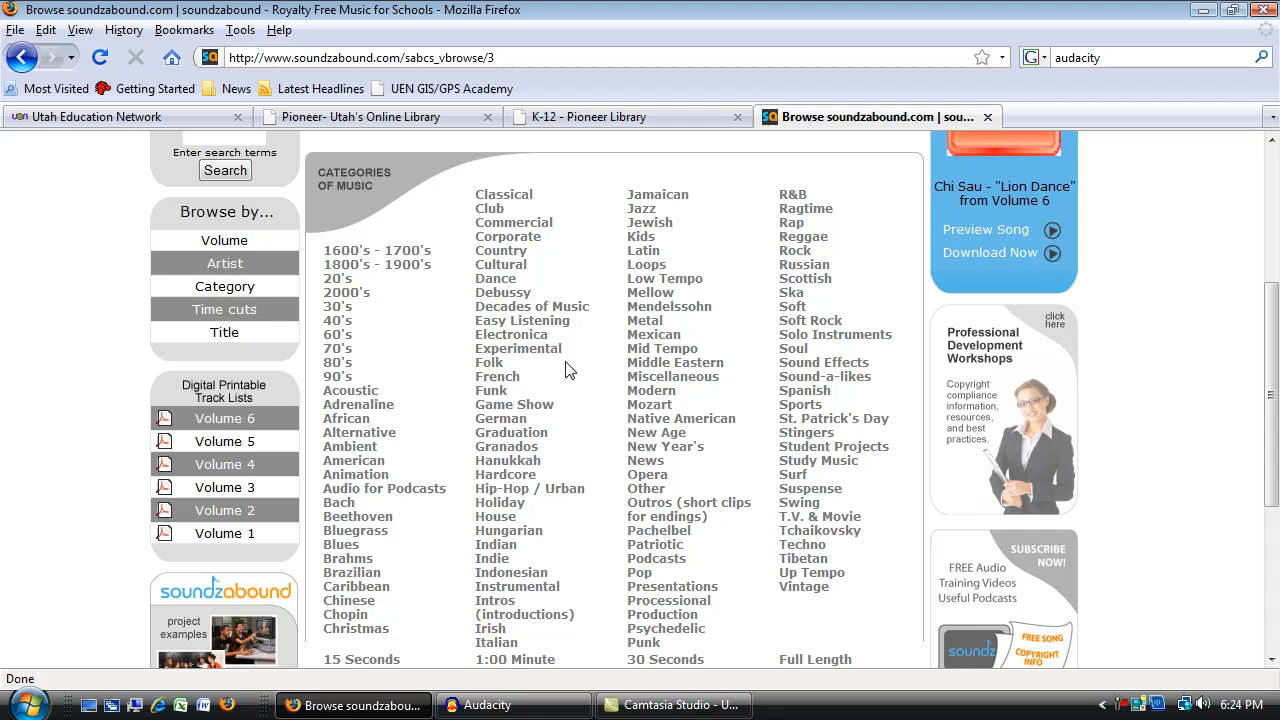 Browse soundzabound.com | soundzabound - Royalty Free Music for Schools - Mozilla Firefox
File Edit View History Bookmarks Tools Help
http://www.soundzabound.com/sabcs_vbrowse/3
audacity
Most Visited Getting Started News Latest Headlines UEN GIS/GPS Academy
Utah Education Network
Pioneer- Utah's Online Library
K-12 - Pioneer Library
Browse soundzabound.com | sou...
Enter search terms
Search
Browse by...
Volume
Artist
Category
Time cuts
Title
Digital Printable
Track Lists
Volume 6
Volume 5
Volume 4
Volume 3
Volume 2
Volume 1
soundzabound
project
examples
CATEGORIES
OF MUSIC
1600's - 1700's
1800's - 1900's
20's
2000's
30's
40's
60's
70's
80's
90's
Acoustic
Adrenaline
African
Alternative
Ambient
American
Animation
Audio for Podcasts
Bach
Beethoven
Bluegrass
Blues
Brahms
Brazilian
Caribbean
Chinese
Chopin
Christmas
Classical
Club
Commercial
Corporate
Country
Cultural
Dance
Debussy
Decades of Music
Easy Listening
Electronica
Experimental
Folk
French
Funk
Game Show
German
Graduation
Granados
Hanukkah
Hardcore
Hip-Hop / Urban
Holiday
House
Hungarian
Indian
Indie
Indonesian
Instrumental
Intros
(introductions)
Irish
Italian
Jamaican
Jazz
Jewish
Kids
Latin
Loops
Low Tempo
Mellow
Mendelssohn
Metal
Mexican
Mid Tempo
Middle Eastern
Miscellaneous
Modern
Mozart
Native American
New Age
New Year's
News
Opera
Other
Outros (short clips
for endings)
Pachelbel
Patriotic
Podcasts
Pop
Presentations
Processional
Production
Psychedelic
Punk
R&B
Ragtime
Rap
Reggae
Rock
Russian
Scottish
Ska
Soft
Soft Rock
Solo Instruments
Soul
Sound Effects
Sound-a-likes
Spanish
Sports
St. Patrick's Day
Stingers
Student Projects
Study Music
Surf
Suspense
Swing
T.V. & Movie
Tchaikovsky
Techno
Tibetan
Up Tempo
Vintage
15 Seconds 1:00 Minute 30 Seconds Full Length
Chi Sau - "Lion Dance"
from Volume 6
Preview Song
Download Now
click
here
Professional
Development
Workshops
Copyright
compliance
information,
resources,
and best
practices.
SUBSCRIBE
NOW!
FREE Audio
Training Videos
Useful Podcasts
soundz
FREE SONG
COPYRIGHT
INFO
Done
Browse soundzabou...
Audacity
Camtasia Studio - U...
6:24 PM